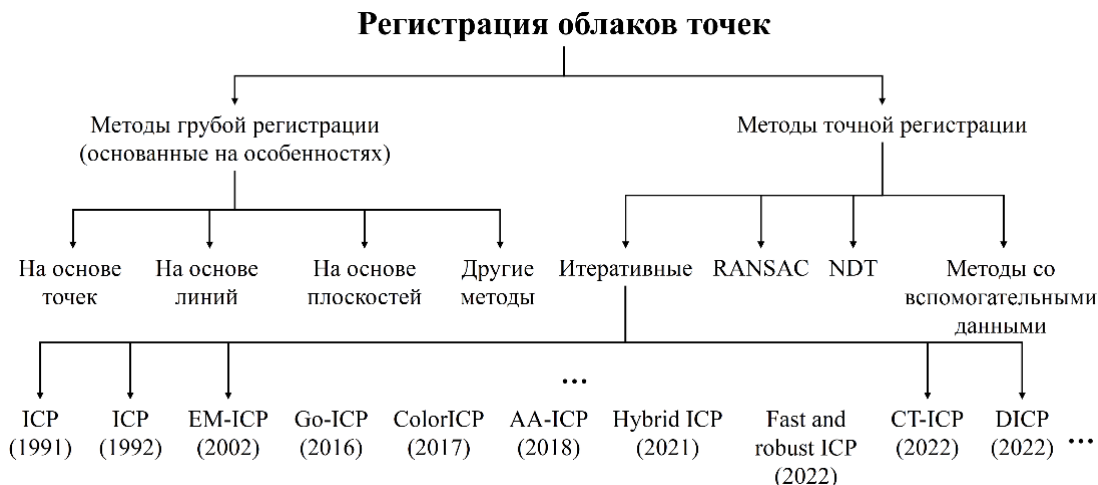 Регистрация облаков точек
Методы грубой регистрации
(основанные на особенностях)
Методы точной регистрации
На основе
точек
На основе
линий
На основе
плоскостей
Другие
методы
Итеративные
RANSAC
NDT
Методы со
вспомогательными
данными
...
ICP
(1991)
ICP
(1992)
EM-ICP
(2002)
Go-ICP
(2016)
ColorICP
(2017)
AA-ICP
(2018)
Hybrid ICP
(2021)
Fast and
robust ICP
(2022)
CT-ICP
(2022)
DICP
(2022)
...